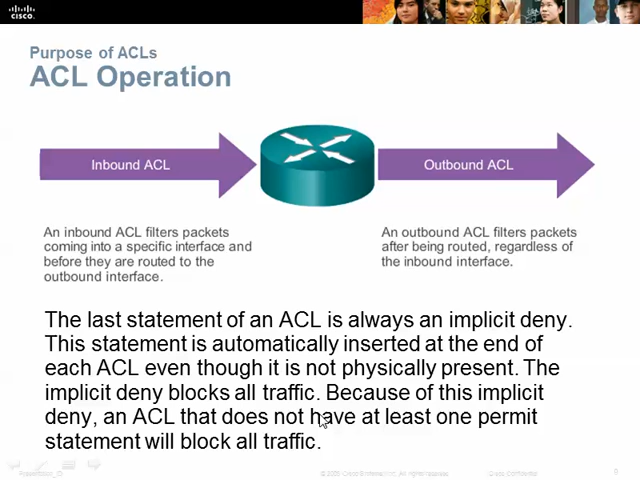 CISCO
Purpose of ACLs
ACL Operation
Inbound ACL
Outbound ACL
An inbound ACL filters packets
coming into a specific interface and
before they are routed to the
outbound interface.
An outbound ACL filters packets
after being routed, regardless of
the inbound interface.
The last statement of an ACL is always an implicit deny.
This statement is automatically inserted at the end of
each ACL even though it is not physically present. The
implicit deny blocks all traffic. Because of this implicit
deny, an ACL that does not have at least one permit
statement will block all traffic.
Presentation_ID
Cisco Confidential